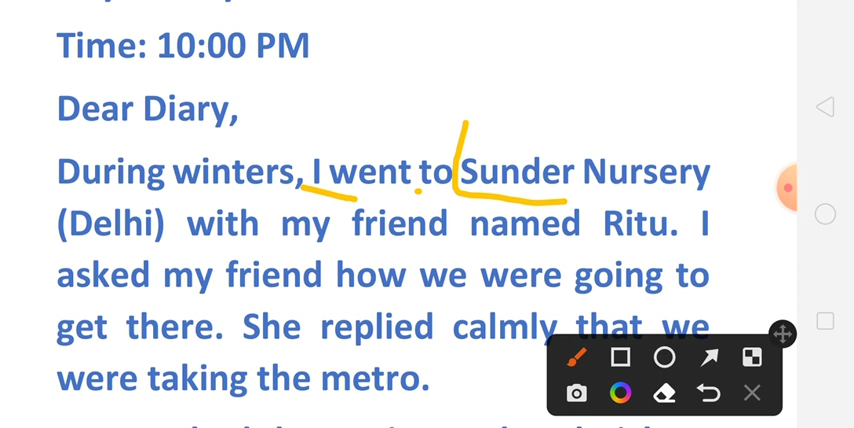 Time: 10:00 PM
Dear Diary,
During winters, I went to Sunder Nursery
(Delhi) with my friend named Ritu. I
asked my friend how we were going to
get there. She replied calmly that we
were taking the metro.